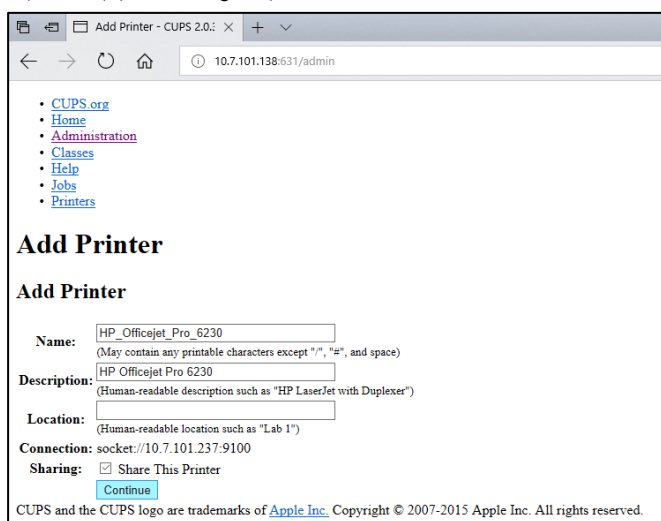 Add Printer - CUPS 2.0.:
10.7.101.138:631/admin
CUPS.org
Home
Administration
Classes
Help
Jobs
Printers
Add Printer
Add Printer
Name: HP_Officejet_Pro_6230
(May contain any printable characters except "/", "#", and space)
Description: HP Officejet Pro 6230
(Human-readable description such as "HP LaserJet with Duplexer")
Location:
(Human-readable location such as "Lab 1")
Connection: socket://10.7.101.237:9100
Sharing: Share This Printer
Continue
CUPS and the CUPS logo are trademarks of Apple Inc. Copyright © 2007-2015 Apple Inc. All rights reserved.